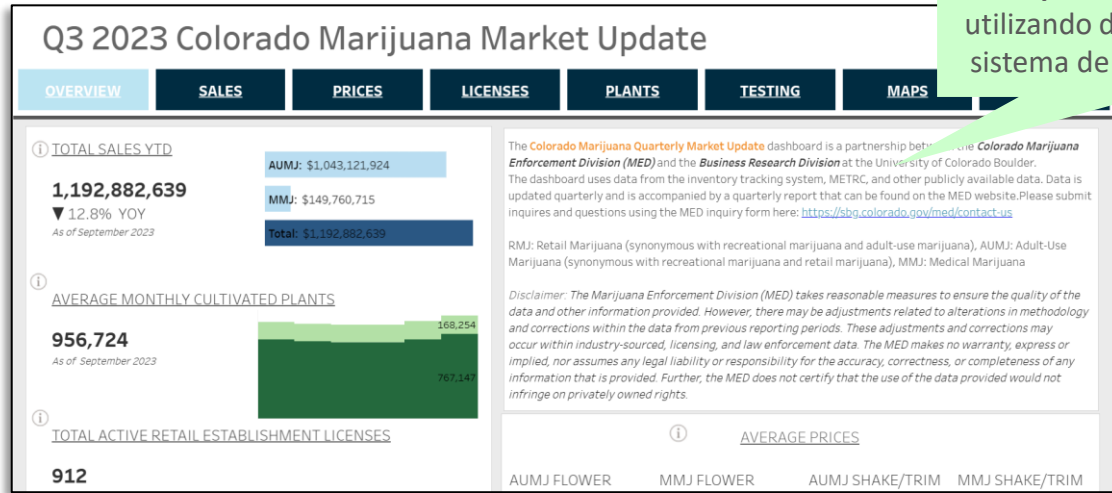 utilizando d
sistema de
Q3 2023 Colorado Marijuana Market Update
OVERVIEW SALES PRICES LICENSES PLANTS TESTING MAPS
TOTAL SALES YTD
1,192,882,639
▼ 12.8% YOY
As of September 2023
AUMJ: $1,043,121,924
MMJ: $149,760,715
Total: $1,192,882,639
AVERAGE MONTHLY CULTIVATED PLANTS
956,724
As of September 2023
168,254
767,147
TOTAL ACTIVE RETAIL ESTABLISHMENT LICENSES
912
The Colorado Marijuana Quarterly Market Update dashboard is a partnership the Colorado Marijuana
Enforcement Division (MED) and the Business Research Division at the University of Colorado Boulder.
The dashboard uses data from the inventory tracking system, METRC, and other publicly available data. Data is
updated quarterly and is accompanied by a quarterly report that can be found on the MED website.Please submit
inquires and questions using the MED inquiry form here: https://sbg.colorado.gov/med/contact-us
RMJ: Retail Marijuana (synonymous with recreational marijuana and adult-use marijuana), AUMJ: Adult-Use
Marijuana (synonymous with recreational marijuana and retail marijuana), MMJ: Medical Marijuana
Disclaimer: The Marijuana Enforcement Division (MED) takes reasonable measures to ensure the quality of the
data and other information provided. However, there may be adjustments related to alterations in methodology
and corrections within the data from previous reporting periods. These adjustments and corrections may
occur within industry-sourced, licensing, and law enforcement data. The MED makes no warranty, express or
implied, nor assumes any legal liability or responsibility for the accuracy, correctness, or completeness of any
information that is provided. Further, the MED does not certify that the use of the data provided would not
infringe on privately owned rights.
AVERAGE PRICES
AUMJ FLOWER MMJ FLOWER AUMJ SHAKE/TRIM MMJ SHAKE/TRIM